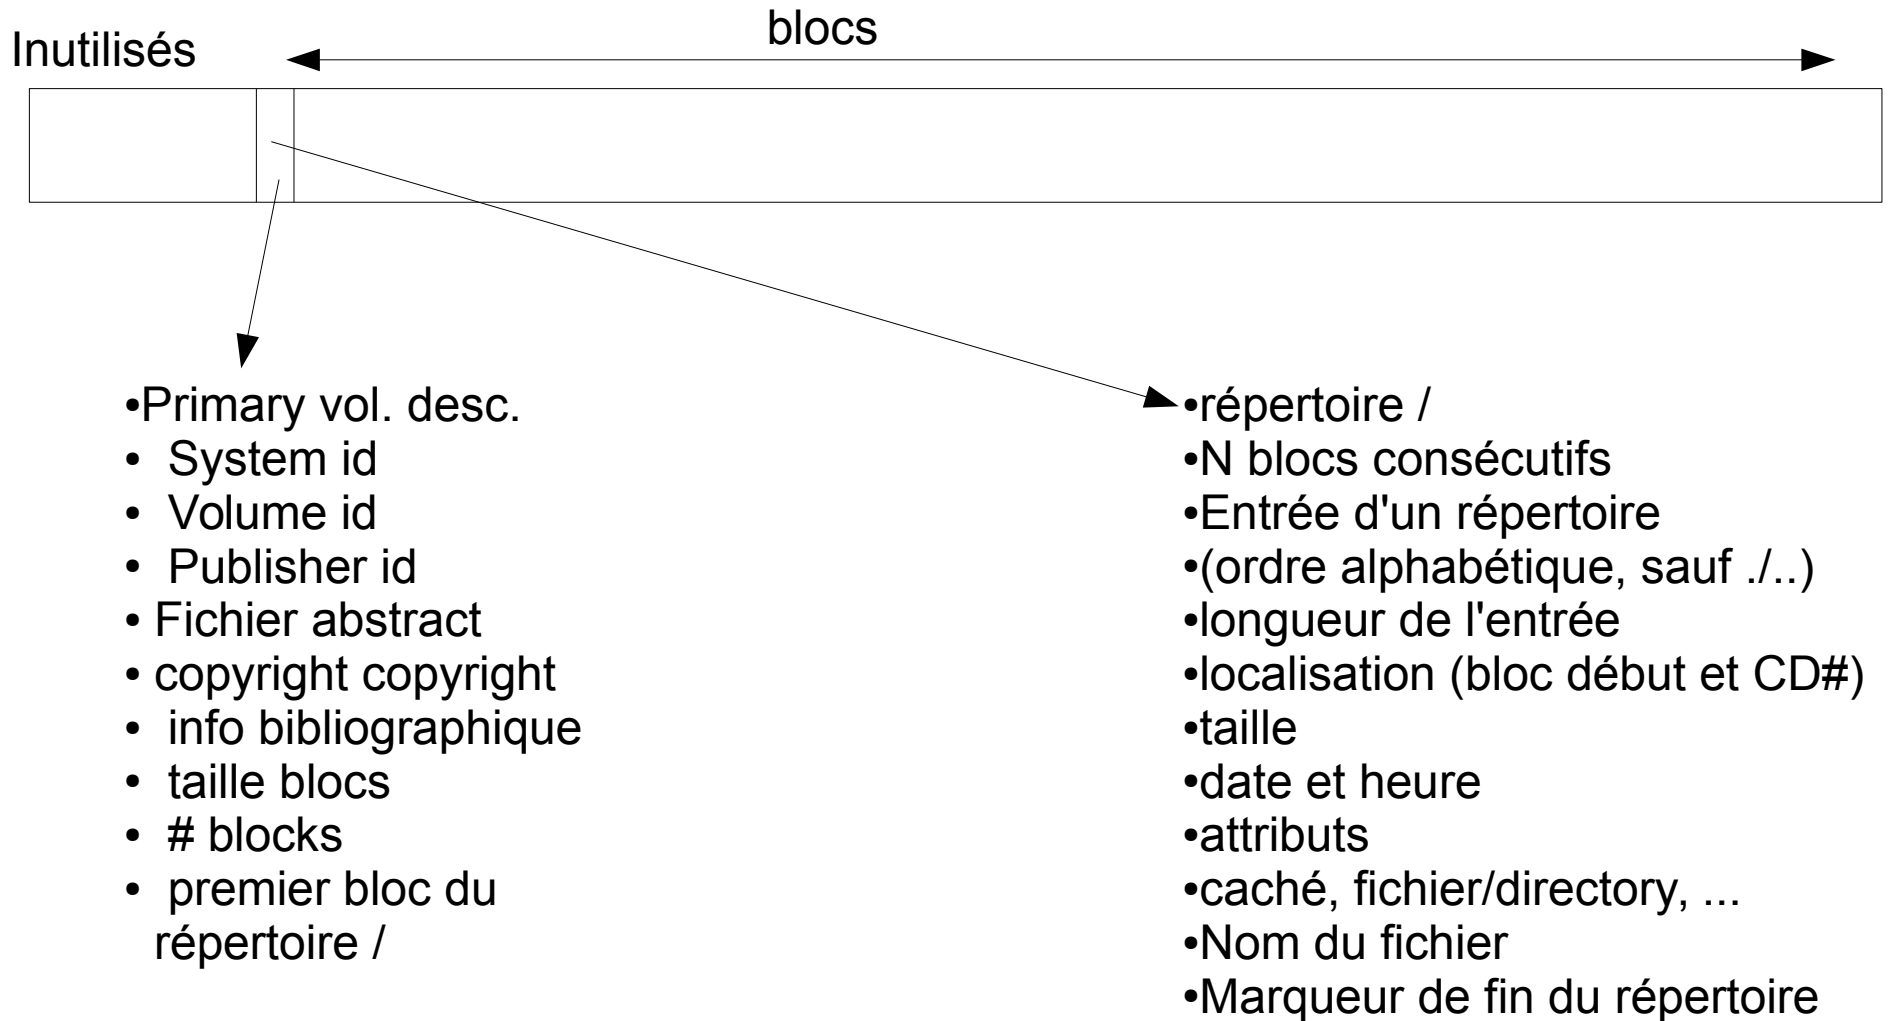 Inutilisés
blocs
•Primary vol. desc.
• System id
• Volume id
• Publisher id
• Fichier abstract
• copyright copyright
• info bibliographique
• taille blocs
• # blocks
• premier bloc du
répertoire /
•répertoire /
•N blocs consécutifs
•Entrée d'un répertoire
•(ordre alphabétique, sauf ./..)
•longueur de l'entrée
•localisation (bloc début et CD#)
•taille
•date et heure
•attributs
•caché, fichier/directory, ...
•Nom du fichier
•Marqueur de fin du répertoire